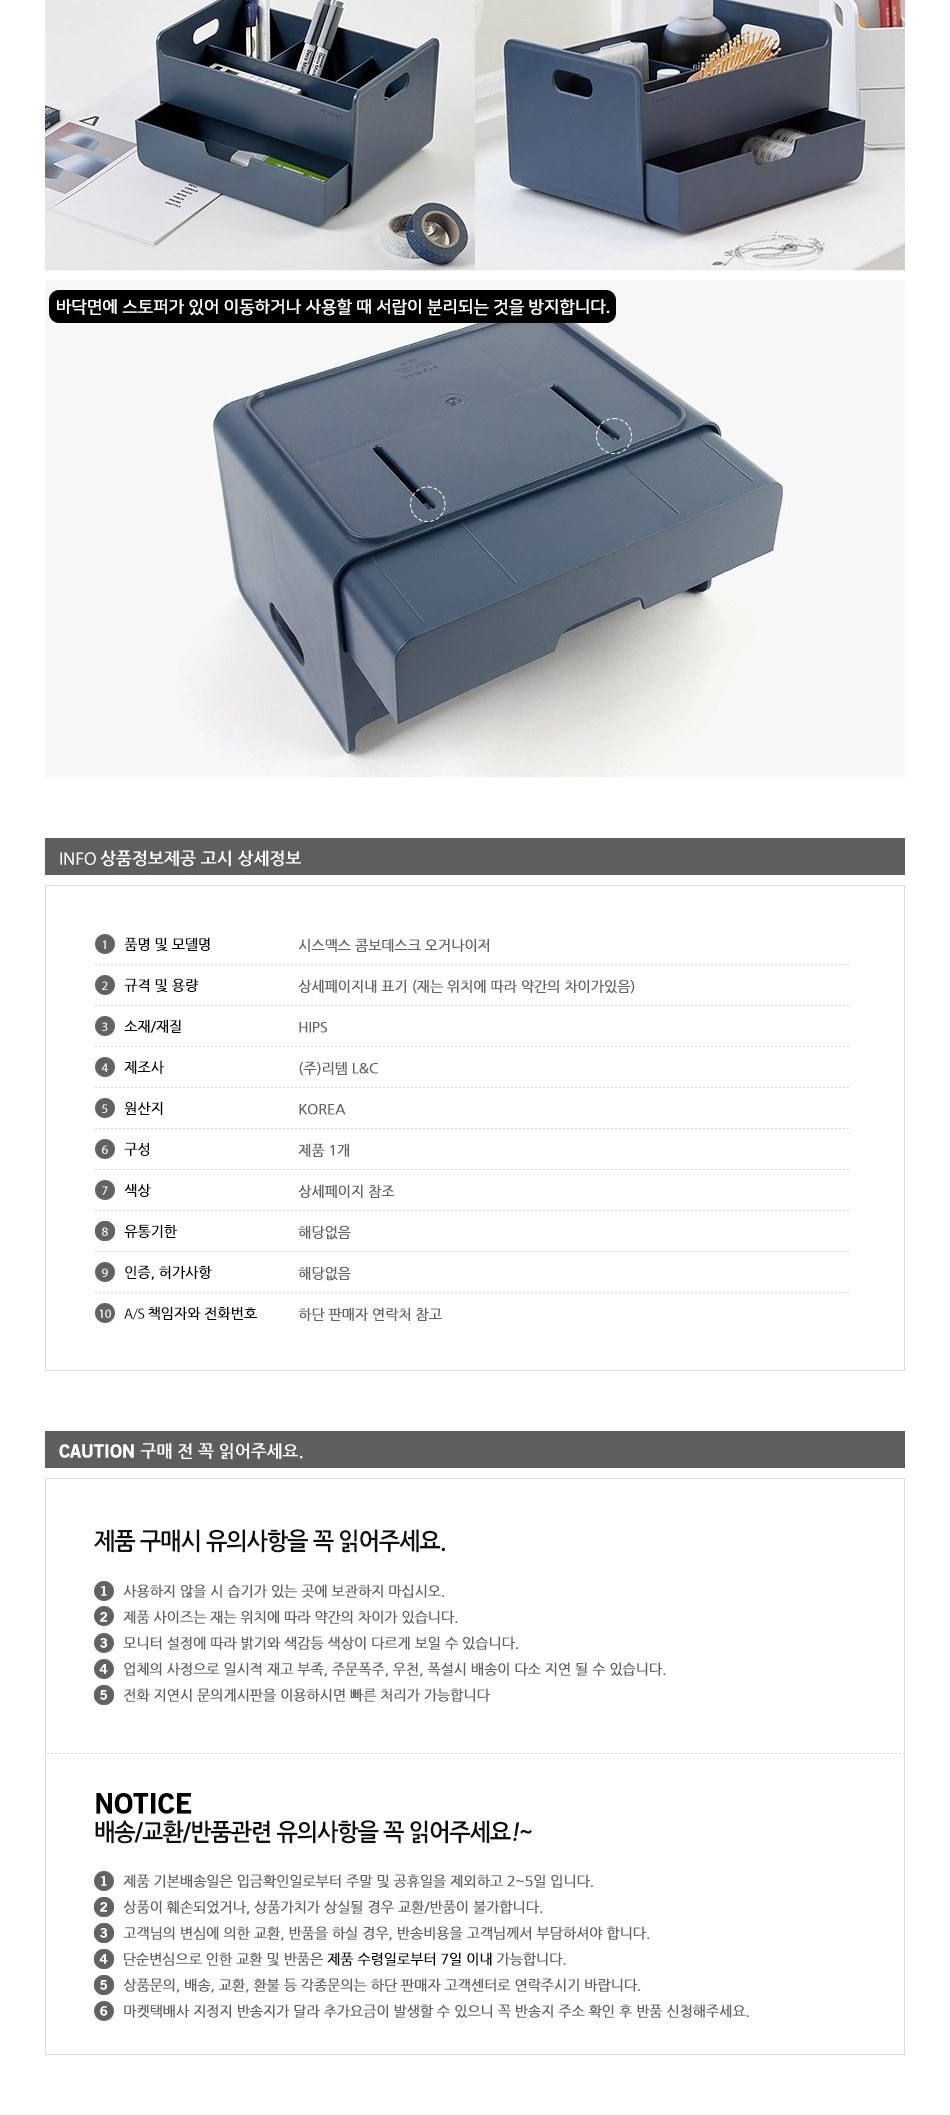 바닥면에 스토퍼가 있어 이동하거나 사용할 때 서랍이 분리되는 것을 방지합니다.
INFO 상품정보제공 고시 상세정보
1 품명 및 모델명 시스맥스 콤보데스크 오거나이저
2 규격 및 용량 상세페이지내 표기 (재는 위치에 따라 약간의 차이가있음)
3 소재/재질 HIPS
4 제조사 (주)리템 L&C
5 원산지 KOREA
6 구성 제품 1개
7 색상 상세페이지 참조
8 유통기한 해당없음
9 인증, 허가사항 해당없음
10 A/S 책임자와 전화번호 하단 판매자 연락처 참고
CAUTION 구매 전 꼭 읽어주세요.
제품 구매시 유의사항을 꼭 읽어주세요.
1 사용하지 않을 시 습기가 있는 곳에 보관하지 마십시오.
2 제품 사이즈는 재는 위치에 따라 약간의 차이가 있습니다.
3 모니터 설정에 따라 밝기와 색감등 색상이 다르게 보일 수 있습니다.
4 업체의 사정으로 일시적 재고 부족, 주문폭주, 우천, 폭설시 배송이 다소 지연 될 수 있습니다.
5 전화 지연시 문의게시판을 이용하시면 빠른 처리가 가능합니다
NOTICE
배송/교환/반품관련 유의사항을 꼭 읽어주세요!~
1 제품 기본배송일은 입금확인일로부터 주말 및 공휴일을 제외하고 2~5일 입니다.
2 상품이 훼손되었거나, 상품가치가 상실될 경우 교환/반품이 불가합니다.
3 고객님의 변심에 의한 교환, 반품을 하실 경우, 반송비용을 고객님께서 부담하셔야 합니다.
4 단순변심으로 인한 교환 및 반품은 제품 수령일로부터 7일 이내 가능합니다.
5 상품문의, 배송, 교환, 환불 등 각종문의는 하단 판매자 고객센터로 연락주시기 바랍니다.
6 마켓택배사 지정지 반송지가 달라 추가요금이 발생할 수 있으니 꼭 반송지 주소 확인 후 반품 신청해주세요.